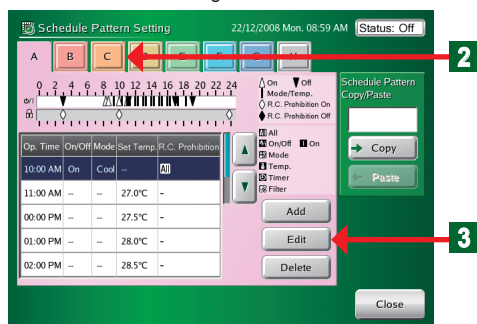 Schedule Pattern Setting 22/12/2008 Mon. 08:59 AM Status: Off
A B C
2
0 2 4 6 8 10 12 14 16 18 20 22 24
On Off
Mode/Temp.
R.C. Prohibition On
R.C. Prohibition Off
Schedule Pattern
Copy/Paste
All
On/Off On
Mode
Temp.
Timer
Filter
Copy
Paste
Op. Time On/Off Mode Set Temp. R.C. Prohibition
10:00 AM On Cool -- All
11:00 AM -- -- 27.0°C -
00:00 PM -- -- 27.5°C -
01:00 PM -- -- 28.0°C -
02:00 PM -- -- 28.5°C -
Add
Edit
3
Delete
Close